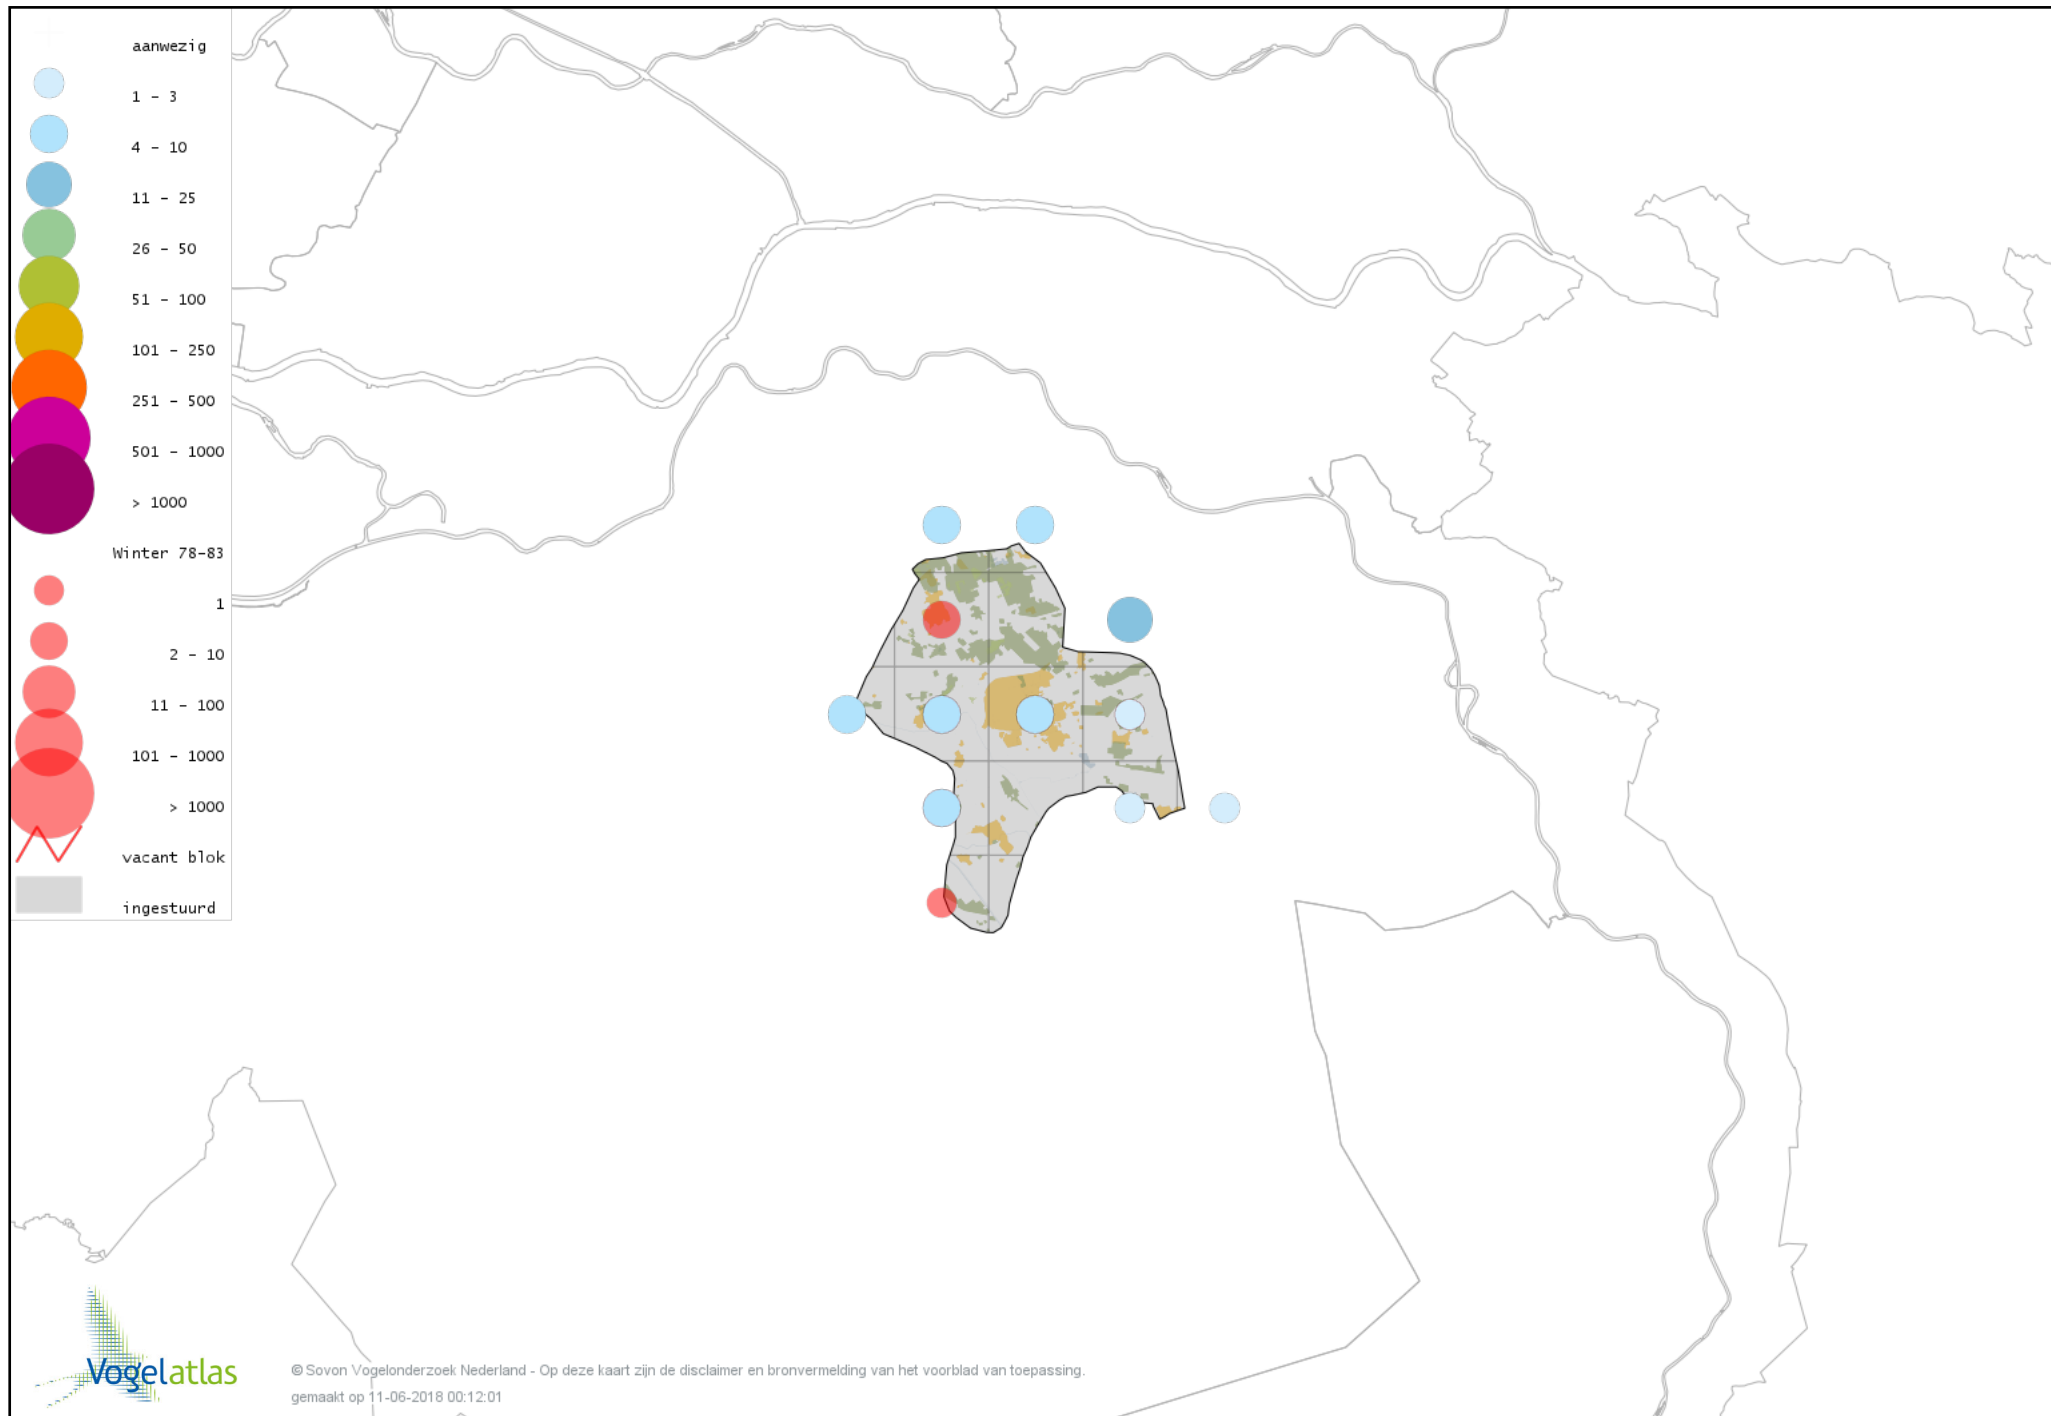 aanwezig
1 - 3
4 - 10
11 - 25
26 - 50
51 - 100
101 - 250
251 - 500
501 - 1000
> 1000
Winter 78-83
1
2 - 10
11 - 100
101 - 1000
> 1000
vacant blok
ingestuurd
Vogelatlas
© Sovon Vogelonderzoek Nederland - Op deze kaart zijn de disclaimer en bronvermelding van het voorblad van toepassing.
gemaakt op 11-06-2018 00:12:01